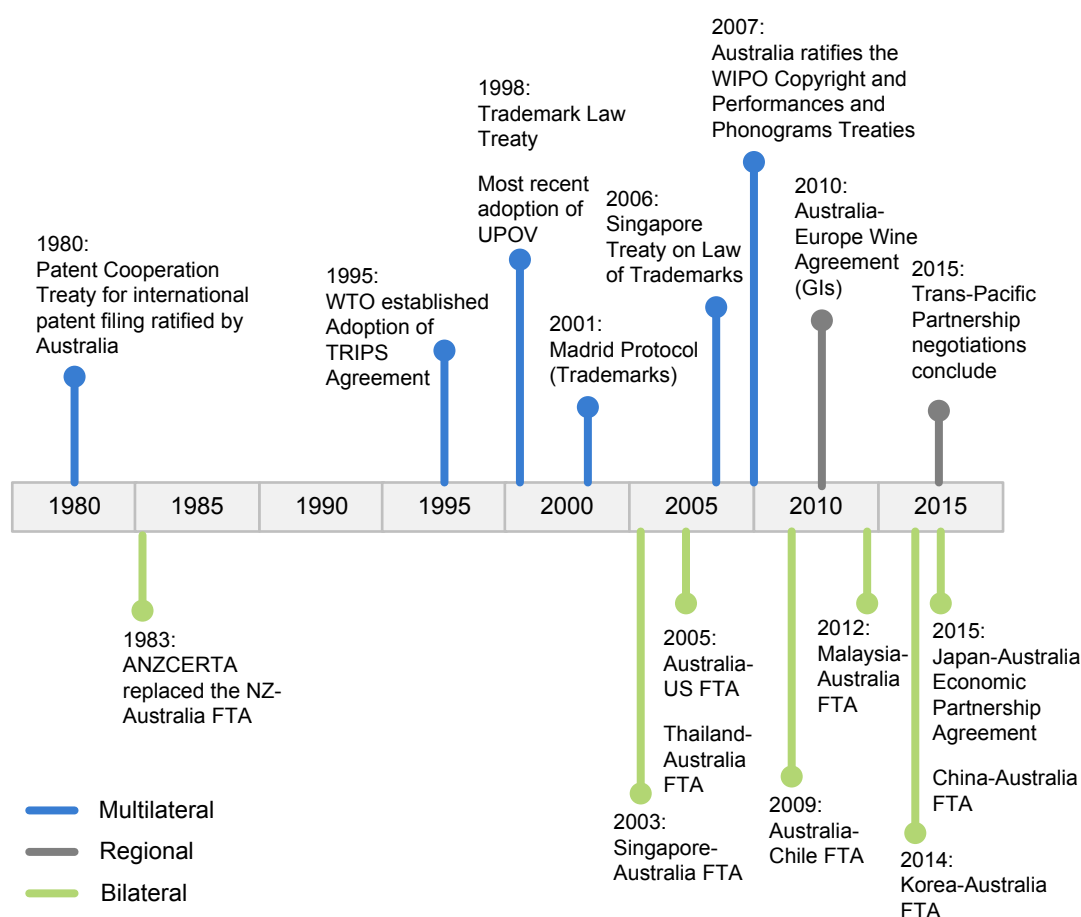 1980:
Patent Cooperation
Treaty for international
patent filing ratified by
Australia
1995:
WTO established
Adoption of
TRIPS
Agreement
1998:
Trademark Law
Treaty
Most recent
adoption of
UPOV
2001:
Madrid Protocol
(Trademarks)
2006:
Singapore
Treaty on Law
of Trademarks
2007:
Australia ratifies the
WIPO Copyright and
Performances and
Phonograms Treaties
2010:
Australia-
Europe Wine
Agreement
(GIs)
2015:
Trans-Pacific
Partnership
negotiations
conclude
1980
1985
1990
1995
2000
2005
2010
2015
1983:
ANZCERTA
replaced the NZ-
Australia FTA
2003:
Singapore-
Australia FTA
2005:
Australia-
US FTA
Thailand-
Australia
FTA
2009:
Australia-
Chile FTA
2012:
Malaysia-
Australia
FTA
2014:
Korea-Australia
FTA
2015:
Japan-Australia
Economic
Partnership
Agreement
China-Australia
FTA
Multilateral
Regional
Bilateral